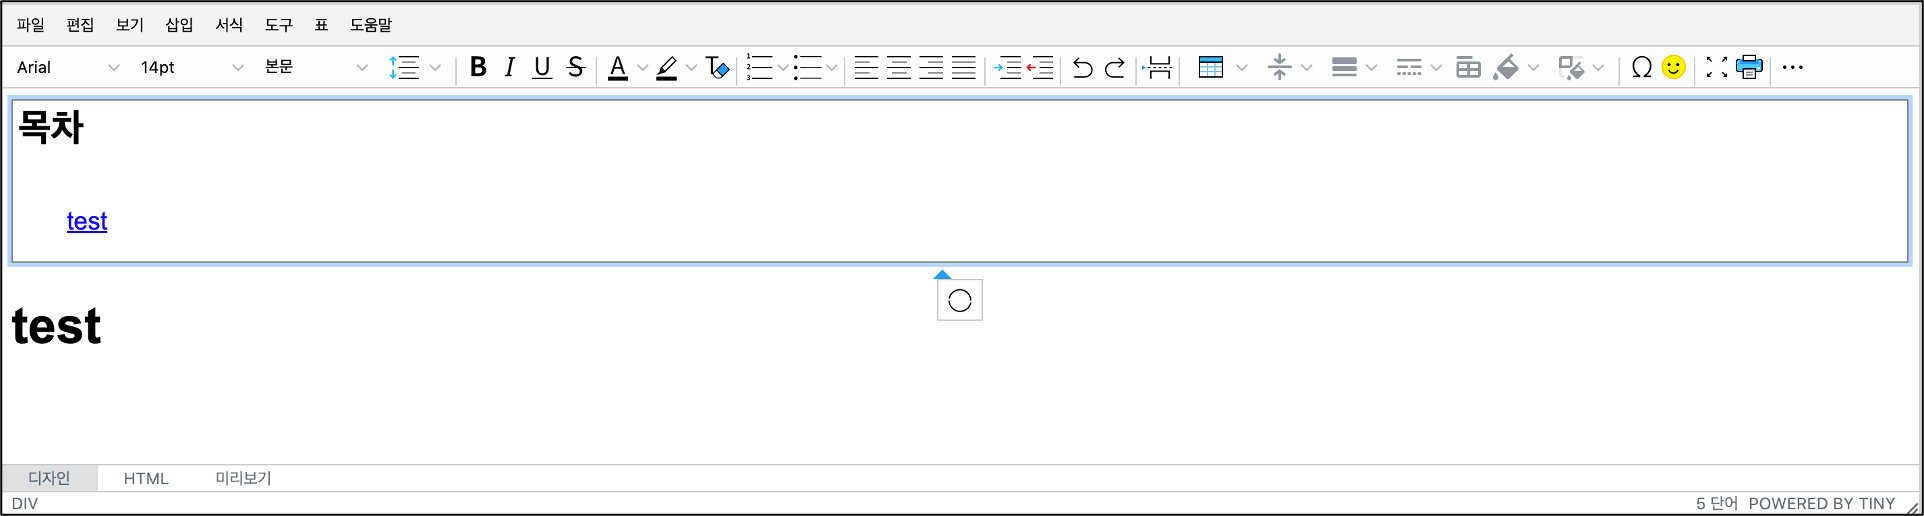 파일 편집 보기 삽입 서식 도구 표 도움말
Arial 14pt 본문
목차
test
test
디자인 HTML 미리보기
DIV 5 단어 POWERED BY TINY